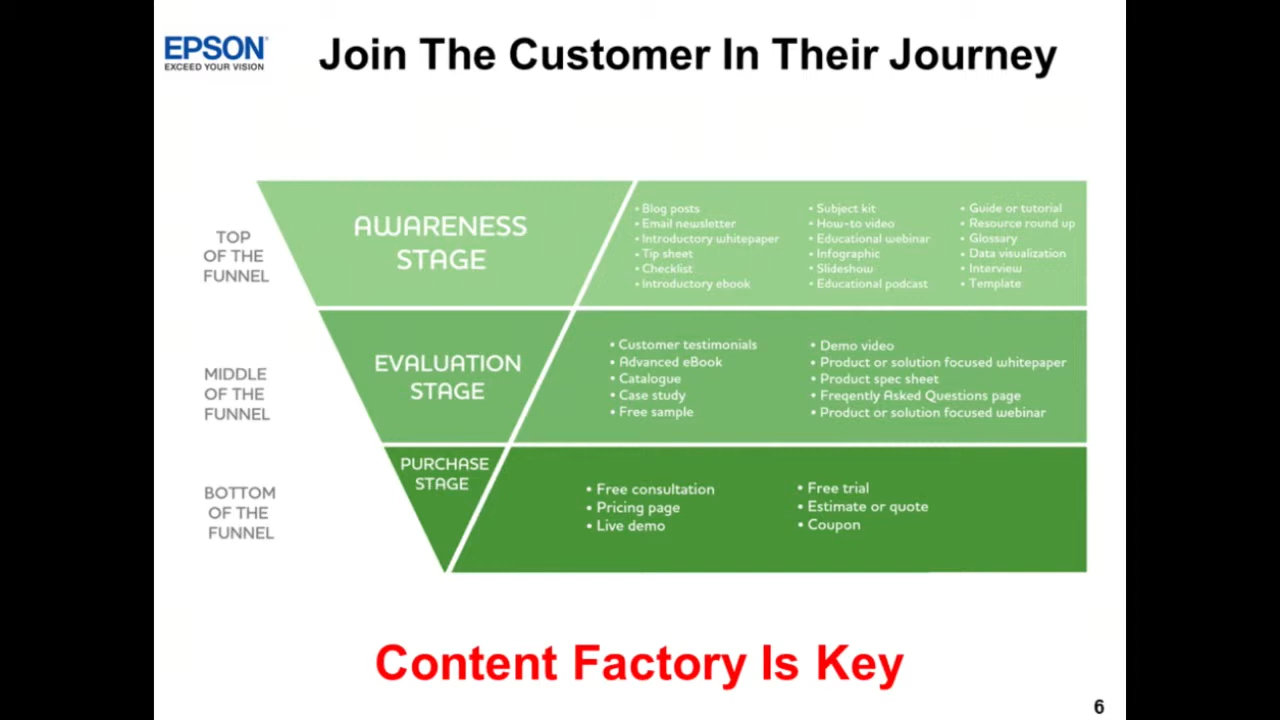 EPSON
EXCEED YOUR VISION
Join The Customer In Their Journey
TOP
OF THE
FUNNEL
AWARENESS
STAGE
• Blog posts
• Email newsletter
• Introductory whitepaper
• Tip sheet
• Checklist
• Introductory ebook
• Subject kit
• How-to video
• Educational webinar
• Infographic
• Slideshow
• Educational podcast
• Guide or tutorial
• Resource round up
• Glossary
• Data visualization
• Interview
• Template
MIDDLE
OF THE
FUNNEL
EVALUATION
STAGE
• Customer testimonials
• Advanced eBook
• Catalogue
• Case study
• Free sample
• Demo video
• Product or solution focused whitepaper
• Product spec sheet
• Freqently Asked Questions page
• Product or solution focused webinar
BOTTOM
OF THE
FUNNEL
PURCHASE
STAGE
• Free consultation
• Pricing page
• Live demo
• Free trial
• Estimate or quote
• Coupon
Content Factory Is Key
6